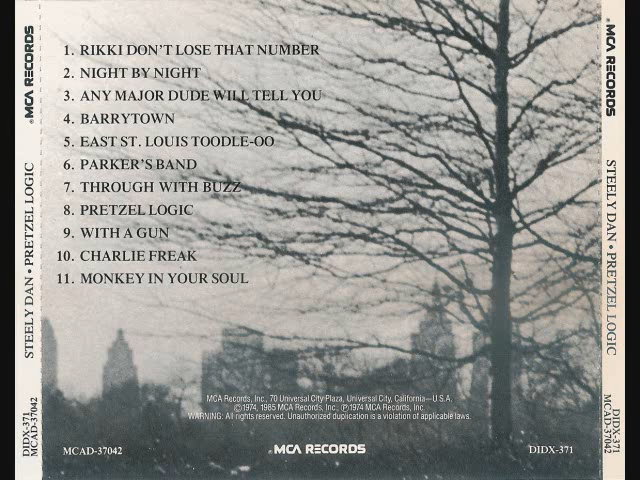 1. RIKKI DON'T LOSE THAT NUMBER
2. NIGHT BY NIGHT
3. ANY MAJOR DUDE WILL TELL YOU
4. BARRYTOWN
5. EAST ST. LOUIS TOODLE-OO
6. PARKER'S BAND
7. THROUGH WITH BUZZ
8. PRETZEL LOGIC
9. WITH A GUN
10. CHARLIE FREAK
11. MONKEY IN YOUR SOUL
MCA Records, Inc., 70 Universal City Plaza, Universal City, California—U.S.A.
©1974, 1985 MCA Records, Inc. ℗1974 MCA Records, Inc.
WARNING: All rights reserved. Unauthorized duplication is a violation of applicable laws.
MCAD-37042
MCA RECORDS
DIDX-371
MCA RECORDS
STEELY DAN • PRETZEL LOGIC
DIDX-371
MCAD-37042
MCA RECORDS
STEELY DAN • PRETZEL LOGIC
DIDX-371
MCAD-37042